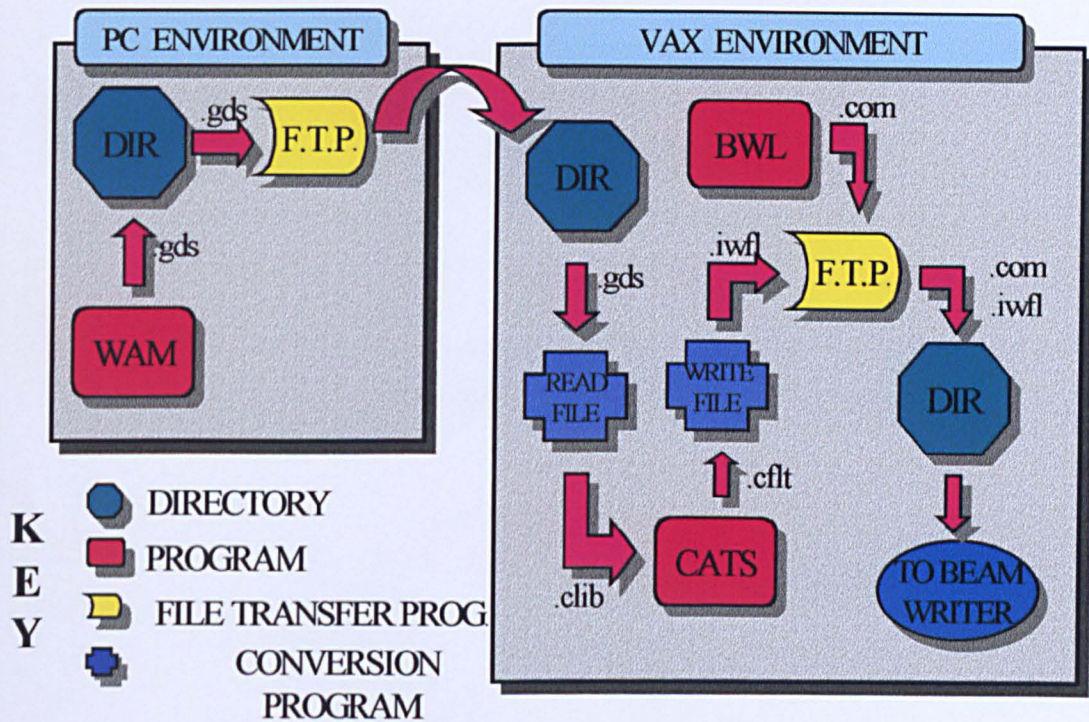 PC ENVIRONMENT
VAX ENVIRONMENT
DIR
.gds
F.T.P.
.gds
WAM
DIR
.gds
READ
FILE
.clib
CATS
.cflt
WRITE
FILE
.iwfl
BWL
.com
F.T.P.
.com
.iwfl
DIR
TO BEAM
WRITER
KEY
DIRECTORY
PROGRAM
FILE TRANSFER PROG
CONVERSION
PROGRAM